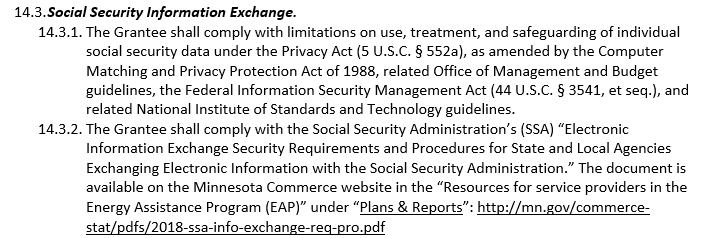 14.3. Social Security Information Exchange.
14.3.1. The Grantee shall comply with limitations on use, treatment, and safeguarding of individual
social security data under the Privacy Act (5 U.S.C. § 552a), as amended by the Computer
Matching and Privacy Protection Act of 1988, related Office of Management and Budget
guidelines, the Federal Information Security Management Act (44 U.S.C. § 3541, et seq.), and
related National Institute of Standards and Technology guidelines.
14.3.2. The Grantee shall comply with the Social Security Administration's (SSA) “Electronic
Information Exchange Security Requirements and Procedures for State and Local Agencies
Exchanging Electronic Information with the Social Security Administration.” The document is
available on the Minnesota Commerce website in the “Resources for service providers in the
Energy Assistance Program (EAP)” under “Plans & Reports”: http://mn.gov/commerce-
stat/pdfs/2018-ssa-info-exchange-req-pro.pdf